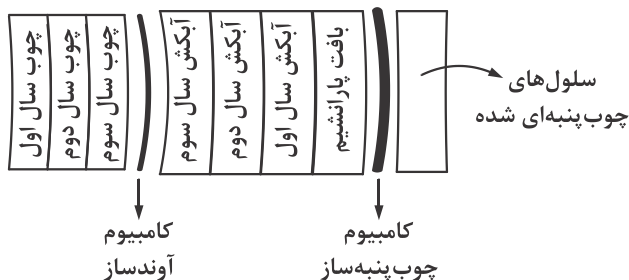 چوب سال اول
چوب سال دوم
چوب سال سوم
آبکش سال سوم
آبکش سال دوم
آبکش سال اول
بافت پارانشیم
سلول‌های
چوب‌پنبه‌ای شده
کامبیوم
آوندساز
کامبیوم
چوب‌پنبه‌ساز